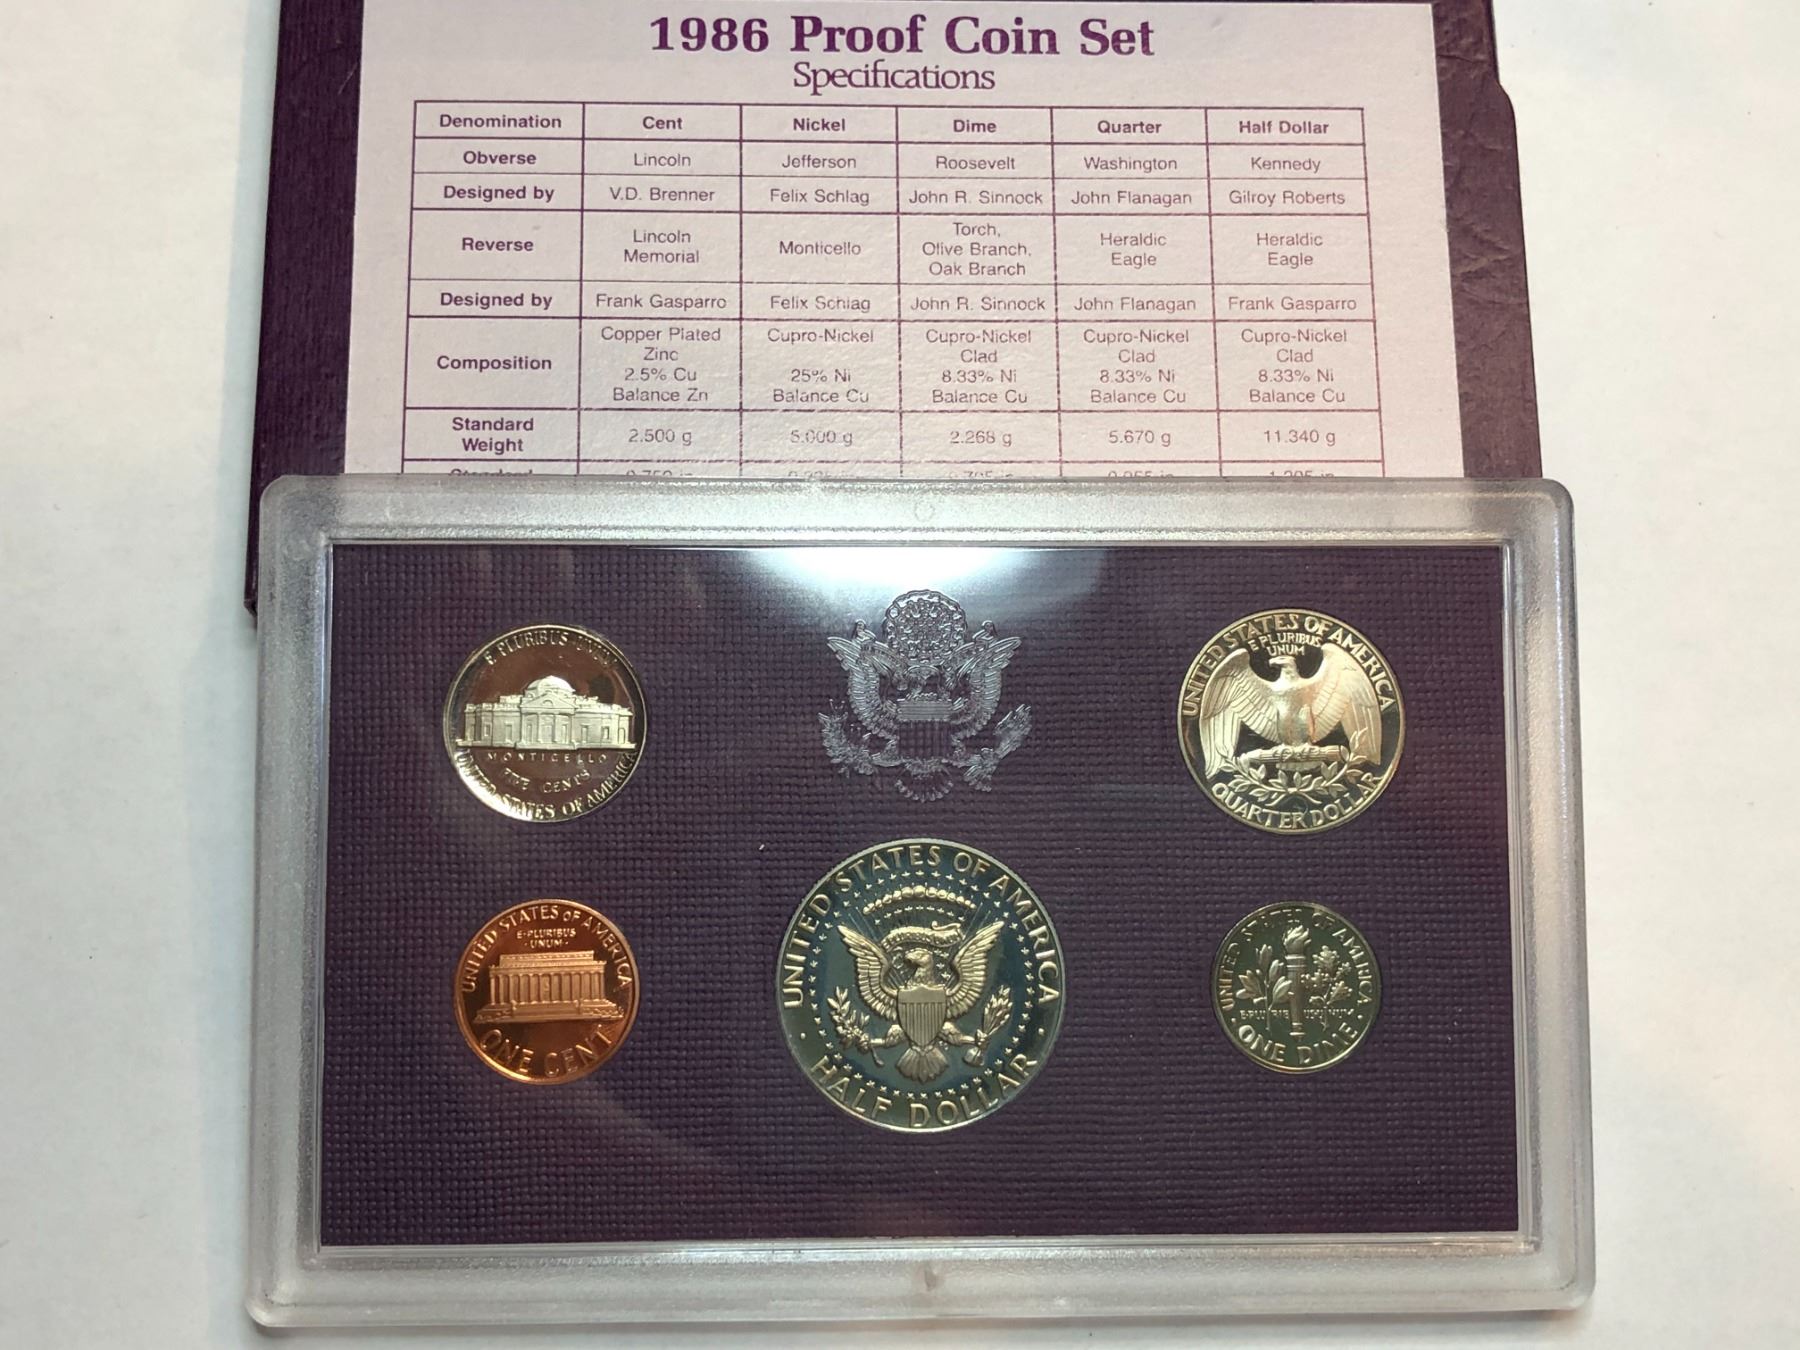 1986 Proof Coin Set
Specifications
Denomination Cent Nickel Dime Quarter Half Dollar
Obverse Lincoln Jefferson Roosevelt Washington Kennedy
Designed by V.D. Brenner Felix Schlag John R. Sinnock John Flanagan Gilroy Roberts
Reverse Lincoln Memorial Monticello Torch, Olive Branch, Oak Branch Heraldic Eagle Heraldic Eagle
Designed by Frank Gasparro Felix Schlag John R. Sinnock John Flanagan Frank Gasparro
Composition Copper Plated Zinc 2.5% Cu Balance Zn Cupro-Nickel 25% Ni Balance Cu Cupro-Nickel Clad 8.33% Ni Balance Cu Cupro-Nickel Clad 8.33% Ni Balance Cu Cupro-Nickel Clad 8.33% Ni Balance Cu
Standard Weight 2.500 g 5.000 g 2.268 g 5.670 g 11.340 g
E PLURIBUS UNUM
MONTICELLO
FIVE CENTS
UNITED STATES OF AMERICA
UNITED STATES OF AMERICA
E PLURIBUS
UNUM
QUARTER DOLLAR
UNITED STATES OF AMERICA
E·PLURIBUS
·UNUM·
ONE CENT
UNITED STATES OF AMERICA
HALF DOLLAR
UNITED STATES OF AMERICA
E·PLURIBUS UNUM
ONE DIME